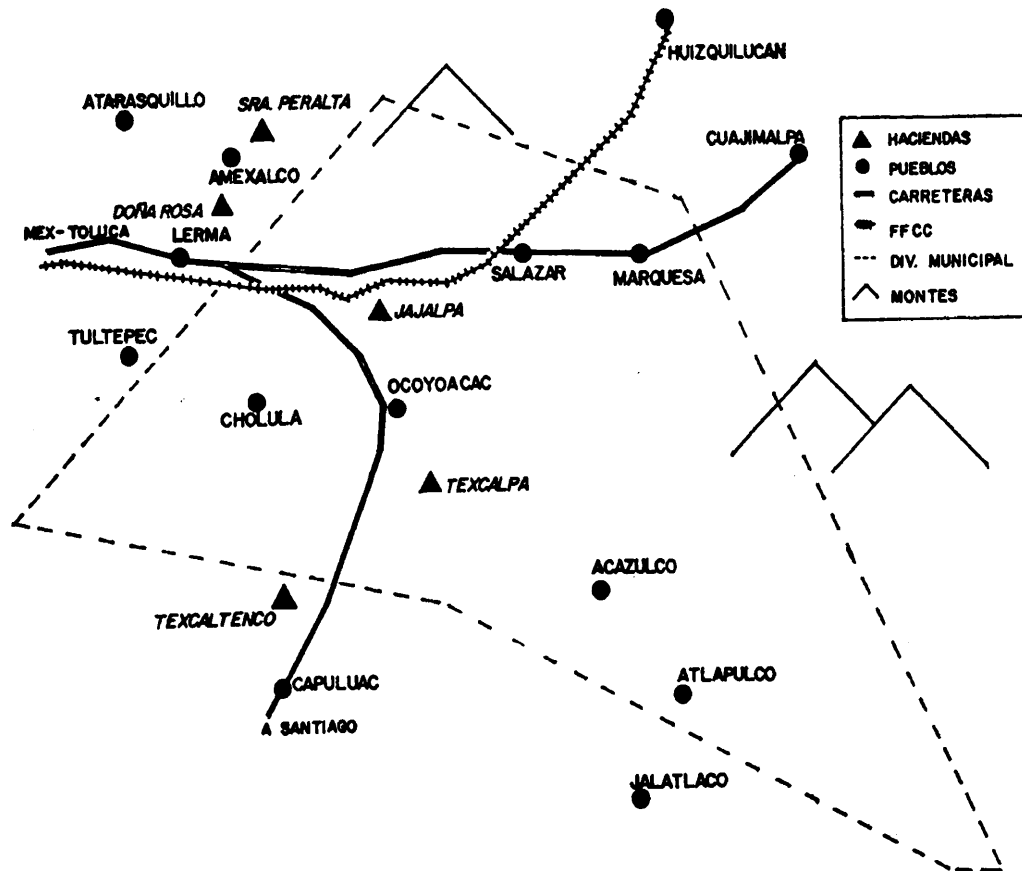 HUIZQUILUCAN
ATARASQUILLO
SRA. PERALTA
AMEXALCO
CUAJIMALPA
DOÑA ROSA
MEX-TOLUCA
LERMA
SALAZAR
MARQUESA
JAJALPA
TULTEPEC
OCOYOACAC
CHOLULA
TEXCALPA
ACAZULCO
TEXCALTENCO
CAPULUAC
ATLAPULCO
A SANTIAGO
JALATLACO
HACIENDAS
PUEBLOS
CARRETERAS
FFCC
DIV. MUNICIPAL
MONTES